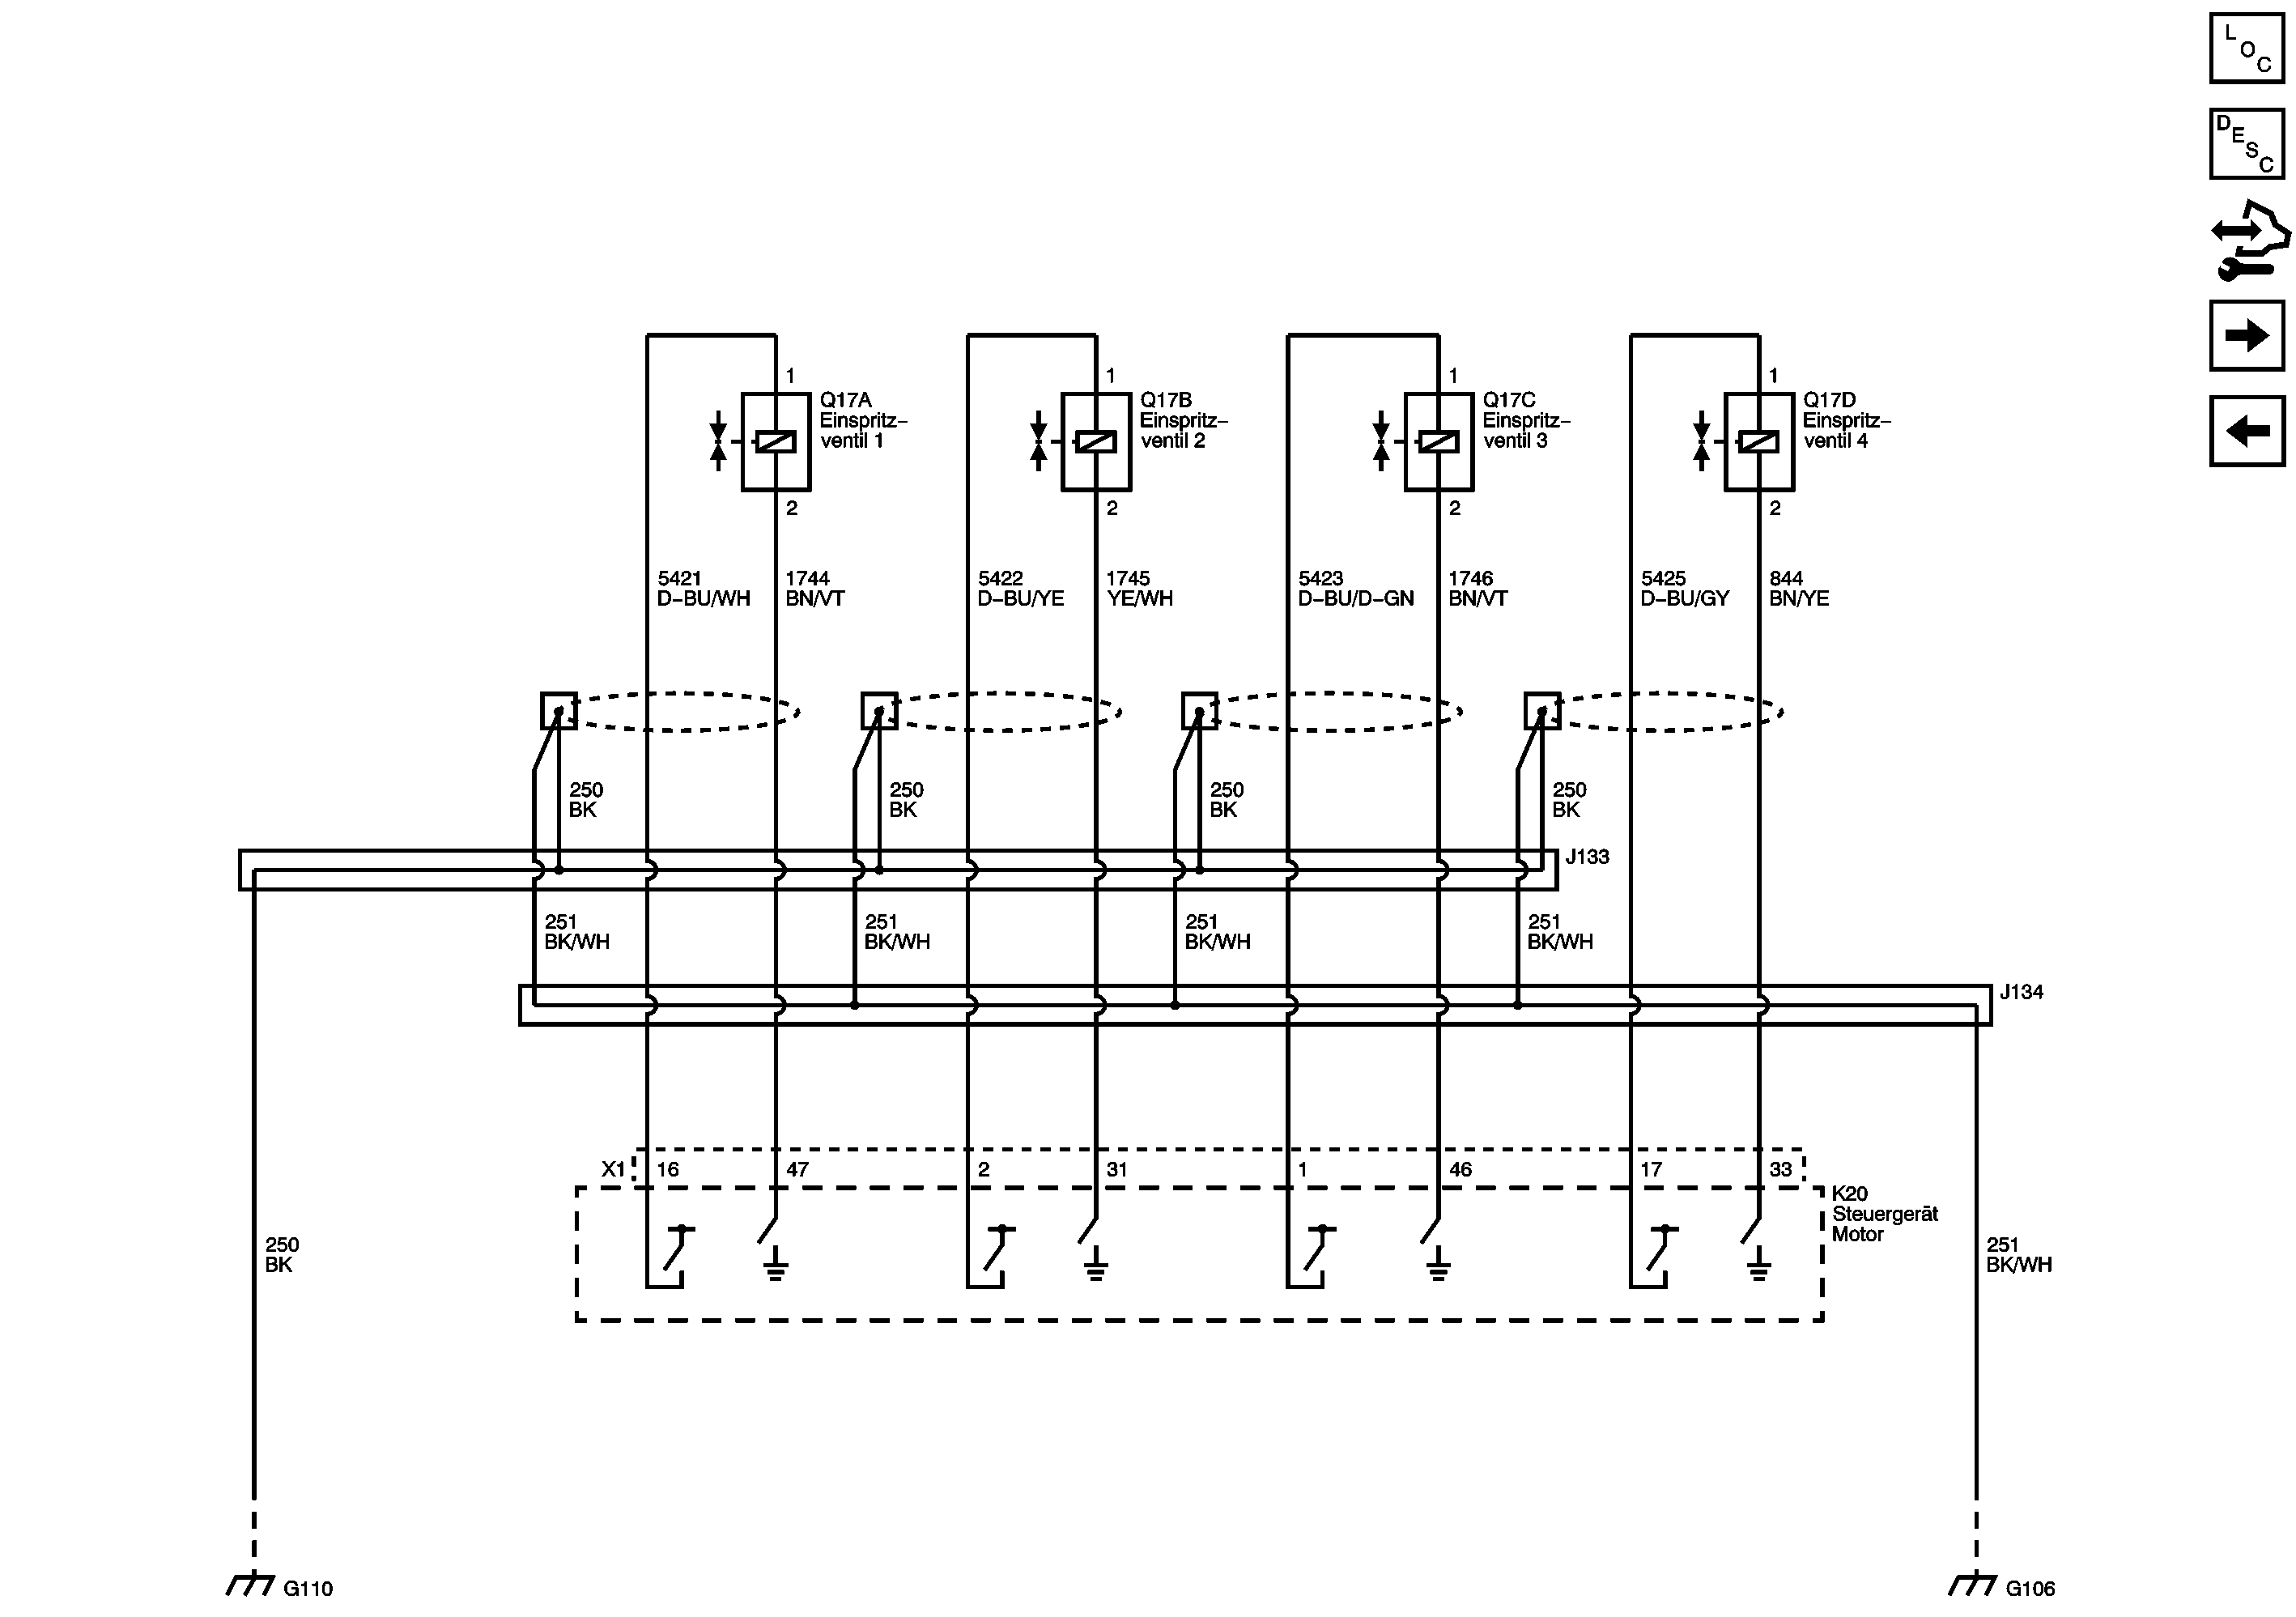 L
O
C
D
E
S
C
1
1
1
1
Q17A
Einspritz–
ventil 1
Q17B
Einspritz–
ventil 2
Q17C
Einspritz–
ventil 3
Q17D
Einspritz–
ventil 4
2
2
2
2
5421
D–BU/WH
1744
BN/VT
5422
D–BU/YE
1745
YE/WH
5423
D–BU/D–GN
1746
BN/VT
5425
D–BU/GY
844
BN/YE
250
BK
250
BK
250
BK
250
BK
J133
251
BK/WH
251
BK/WH
251
BK/WH
251
BK/WH
J134
X1 16 47 2 31 1 46 17 33
K20
Steuergerät
Motor
250
BK
251
BK/WH
G110
G106